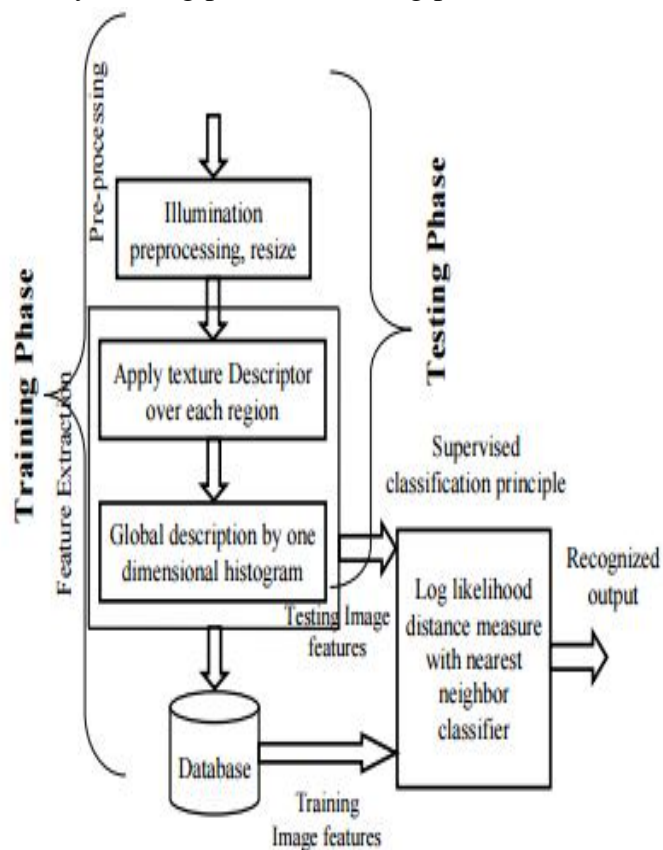 Training Phase
Pre-processing
Feature Extraction
Testing Phase
Illumination
preprocessing, resize
Apply texture Descriptor
over each region
Global description by one
dimensional histogram
Supervised
classification principle
Testing Image
features
Log likelihood
distance measure
with nearest
neighbor
classifier
Recognized
output
Database
Training
Image features